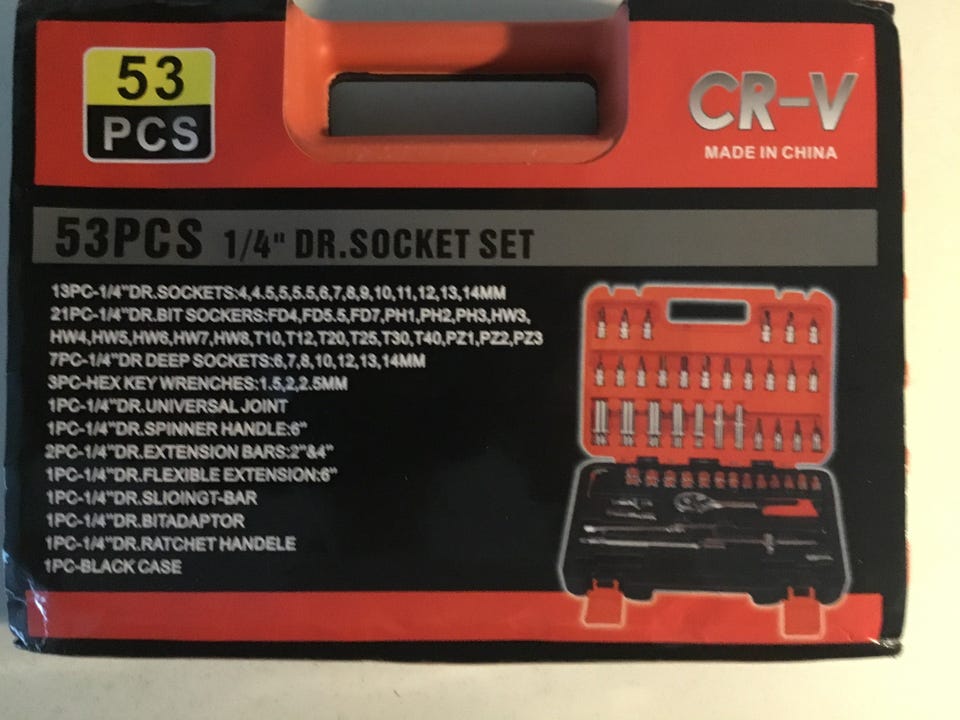 53
PCS
CR-V
MADE IN CHINA
53PCS 1/4" DR.SOCKET SET
13PC-1/4"DR.SOCKETS:4,4.5,5,5.5,6,7,8,9,10,11,12,13,14MM
21PC-1/4"DR.BIT SOCKERS:FD4,FD5.5,FD7,PH1,PH2,PH3,HW3,
HW4,HW5,HW6,HW7,HW8,T10,T12,T20,T25,T30,T40,PZ1,PZ2,PZ3
7PC-1/4"DR DEEP SOCKETS:6,7,8,10,12,13,14MM
3PC-HEX KEY WRENCHES:1.5,2,2.5MM
1PC-1/4"DR.UNIVERSAL JOINT
1PC-1/4"DR.SPINNER HANDLE:6"
2PC-1/4"DR.EXTENSION BARS:2"&4"
1PC-1/4"DR.FLEXIBLE EXTENSION:6"
1PC-1/4"DR.SLIOINGT-BAR
1PC-1/4"DR.BITADAPTOR
1PC-1/4"DR.RATCHET HANDELE
1PC-BLACK CASE